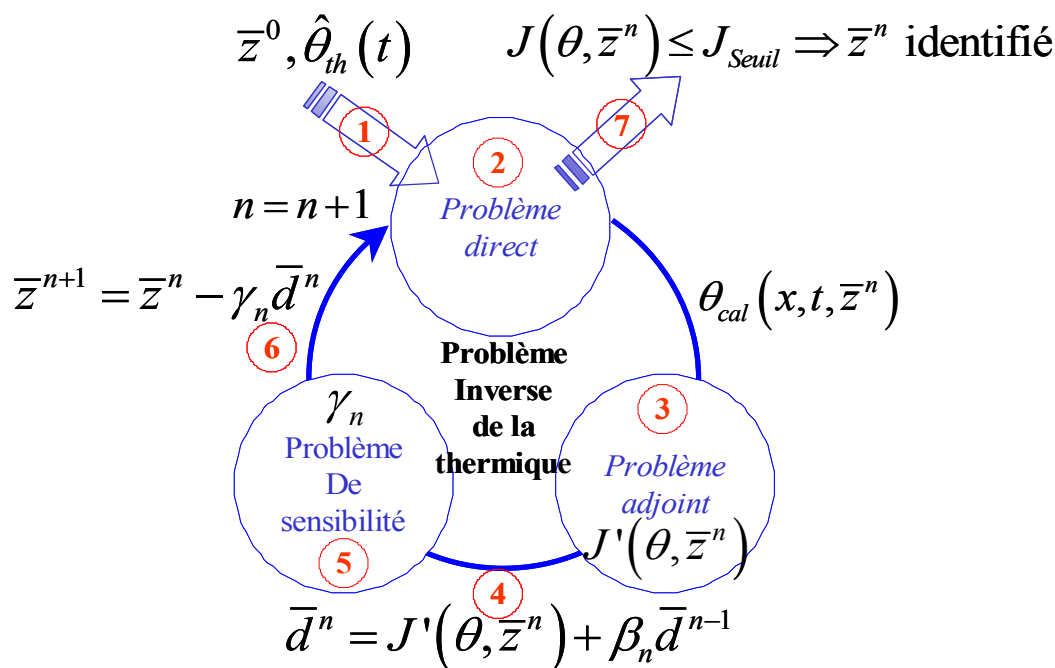 z̅⁰, θ̂ₜₕ(t)
J(θ, z̅ⁿ) ≤ J_Seuil ⇒ z̅ⁿ identifié
1
7
2
Problème
direct
n = n+1
z̅ⁿ⁺¹ = z̅ⁿ − γₙd̅ⁿ
6
θ_cal(x, t, z̅ⁿ)
Problème
Inverse
de la
thermique
γₙ
Problème
De
sensibilité
5
3
Problème
adjoint
J'(θ, z̅ⁿ)
4
d̅ⁿ = J'(θ, z̅ⁿ) + βₙd̅ⁿ⁻¹